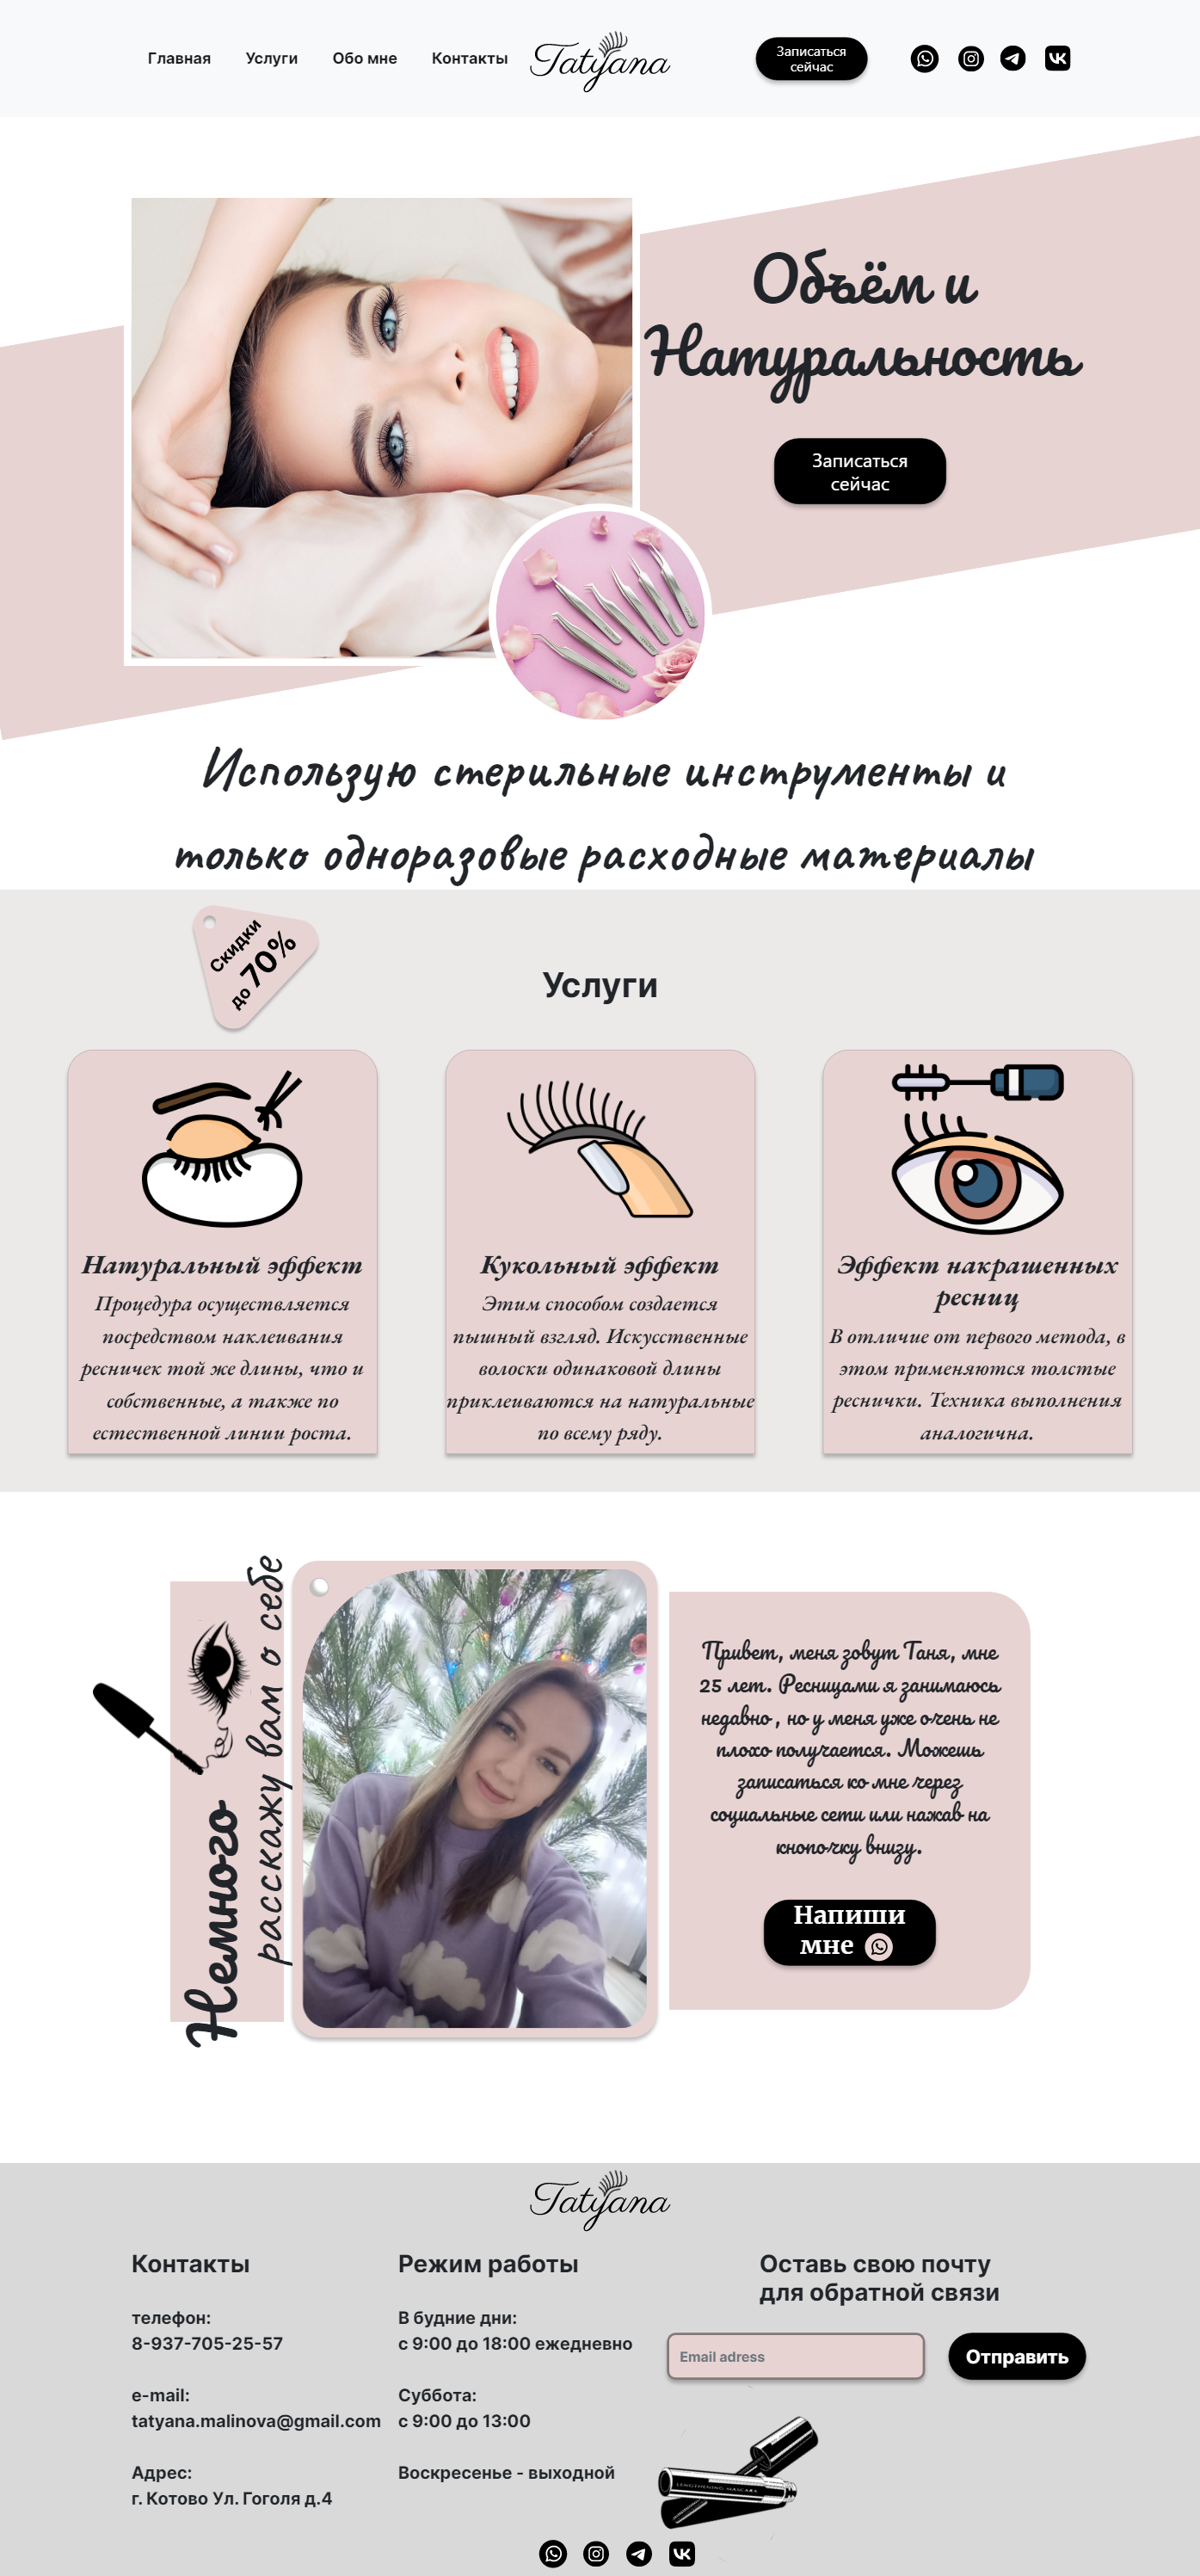 Главная
Услуги
Обо мне
Контакты
Tatyana
Записаться
сейчас
Объём и
Натуральность
Записаться
сейчас
Использую стерильные инструменты и
только одноразовые расходные материалы
Скидки
до 70%
Услуги
Натуральный эффект
Процедура осуществляется
посредством наклеивания
ресничек той же длины, что и
собственные, а также по
естественной линии роста.
Кукольный эффект
Этим способом создается
пышный взгляд. Искусственные
волоски одинаковой длины
приклеиваются на натуральные
по всему ряду.
Эффект накрашенных
ресниц
В отличие от первого метода, в
этом применяются толстые
реснички. Техника выполнения
аналогична.
Немного
расскажу вам о себе
Привет, меня зовут Таня, мне
25 лет. Ресницами я занимаюсь
недавно , но у меня уже очень не
плохо получается. Можешь
записаться ко мне через
социальные сети или нажав на
кнопочку внизу.
Напиши
мне
Tatyana
Контакты
телефон:
8-937-705-25-57
e-mail:
tatyana.malinova@gmail.com
Адрес:
г. Котово Ул. Гоголя д.4
Режим работы
В будние дни:
с 9:00 до 18:00 ежедневно
Суббота:
с 9:00 до 13:00
Воскресенье - выходной
Оставь свою почту
для обратной связи
Email adress
Отправить
LENGTHENING MASCARA